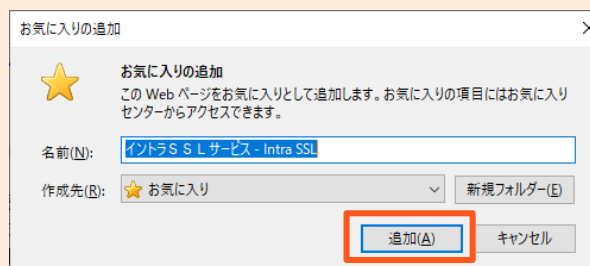 お気に入りの追加
お気に入りの追加
この Web ページをお気に入りとして追加します。お気に入りの項目にはお気に入り
センターからアクセスできます。
名前(N): イントラＳＳＬサービス - Intra SSL
作成先(R): お気に入り 新規フォルダー(E)
追加(A) キャンセル